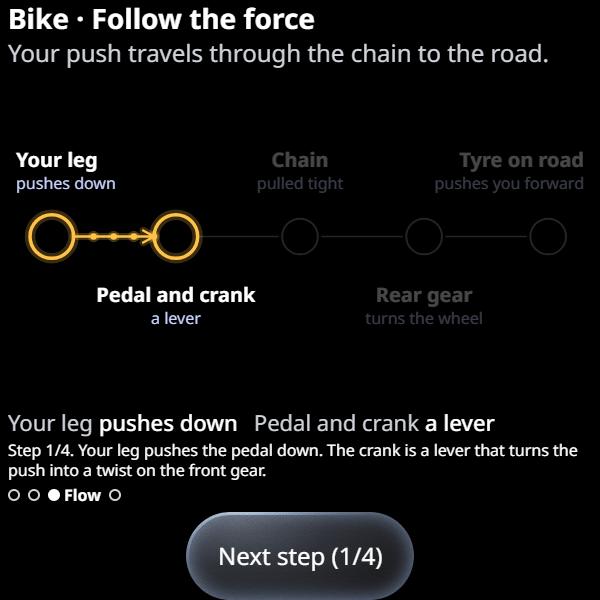 Bike · Follow the force
Your push travels through the chain to the road.
Your leg
pushes down
Chain
pulled tight
Tyre on road
pushes you forward
Pedal and crank
a lever
Rear gear
turns the wheel
Your leg pushes down Pedal and crank a lever
Step 1/4. Your leg pushes the pedal down. The crank is a lever that turns the
push into a twist on the front gear.
Flow
Next step (1/4)